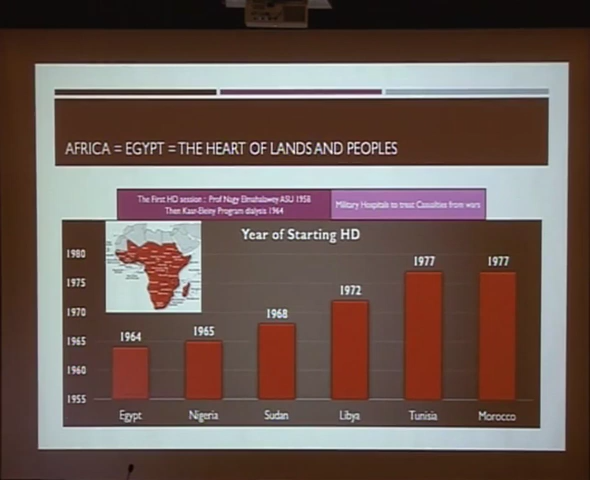 AFRICA = EGYPT = THE HEART OF LANDS AND PEOPLES
The First HD session : Prof Nagy Elmahalawey ASU 1958
Then Kasr-Eleiny Program dialysis 1964
Military Hospitals to treat Casualties from wars
Year of Starting HD
1980
1975
1970
1965
1960
1955
1964
1965
1968
1972
1977
1977
Egypt
Nigeria
Sudan
Libya
Tunisia
Morocco